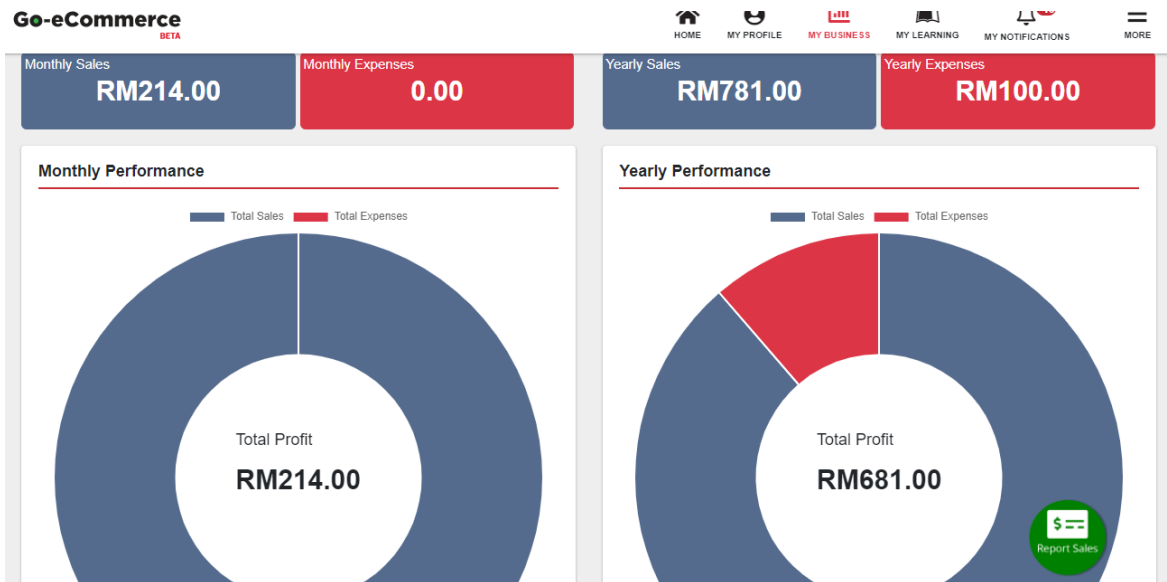 Go-eCommerce
BETA
HOME
MY PROFILE
MY BUSINESS
MY LEARNING
MY NOTIFICATIONS
MORE
Monthly Sales
RM214.00
Monthly Expenses
0.00
Yearly Sales
RM781.00
Yearly Expenses
RM100.00
Monthly Performance
Total Sales
Total Expenses
Total Profit
RM214.00
Yearly Performance
Total Sales
Total Expenses
Total Profit
RM681.00
$
Report Sales